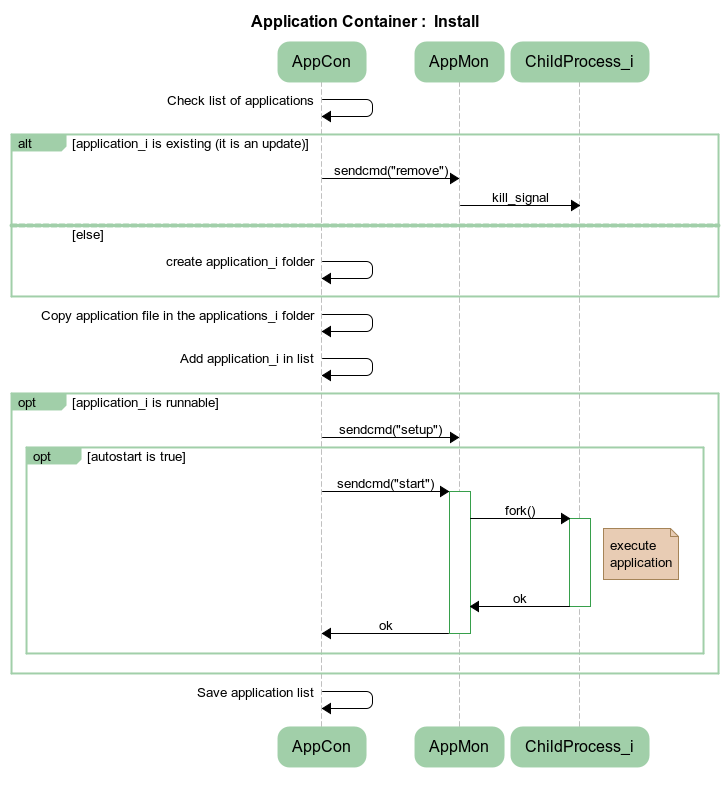 Application Container :  Install
AppCon
AppMon
ChildProcess_i
Check list of applications
alt
[application_i is existing (it is an update)]
sendcmd("remove")
kill_signal
[else]
create application_i folder
Copy application file in the applications_i folder
Add application_i in list
opt
[application_i is runnable]
sendcmd("setup")
opt
[autostart is true]
sendcmd("start")
fork()
execute
application
ok
ok
Save application list
AppCon
AppMon
ChildProcess_i